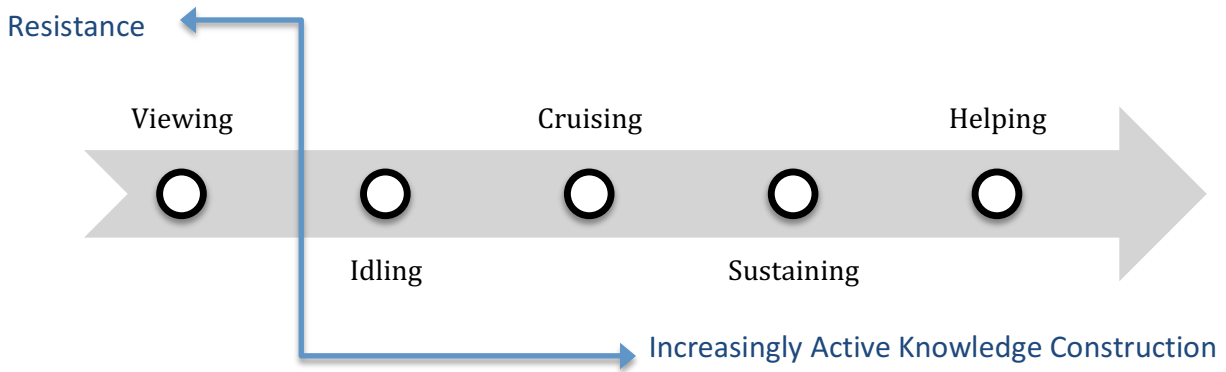 Resistance
Viewing
Cruising
Helping
Idling
Sustaining
Increasingly Active Knowledge Construction